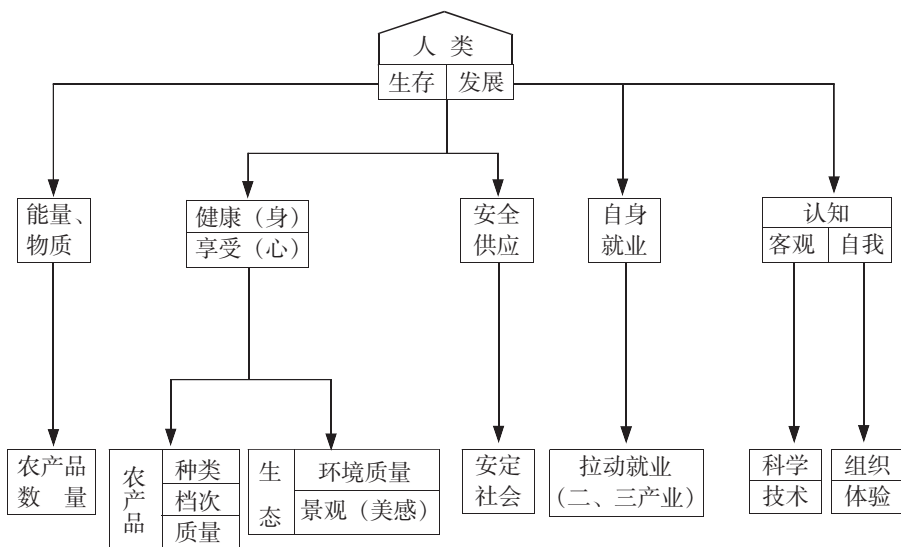 人 类
生存 发展
能量、
物质
健康（身）
享受（心）
安全
供应
自身
就业
认知
客观 自我
农产品
数 量
农产品
种类
档次
质量
生态
环境质量
景观（美感）
安定
社会
拉动就业
（二、三产业）
科学
技术
组织
体验